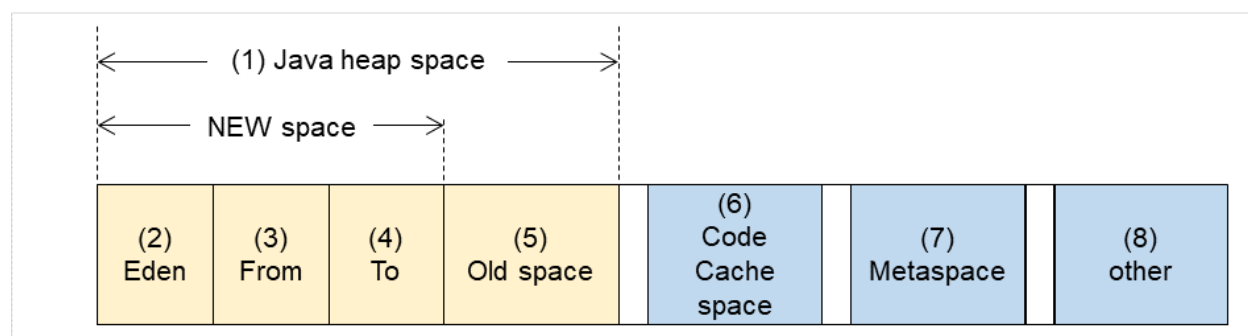 (1) Java heap space
NEW space
(2)
Eden
(3)
From
(4)
To
(5)
Old space
(6)
Code
Cache
space
(7)
Metaspace
(8)
other